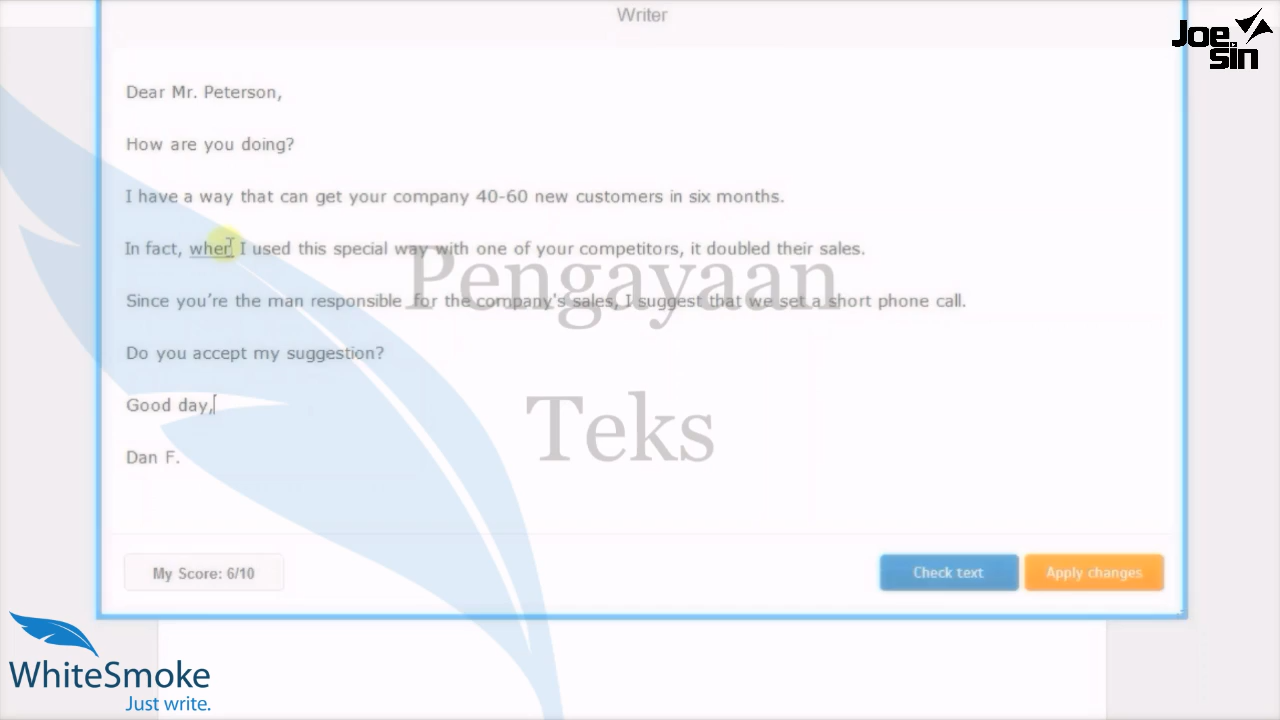 Writer
Joe.
sin
Dear Mr. Peterson,
How are you doing?
I have a way that can get your company 40-60 new customers in six months.
In fact, I used this special way with one of your competitors, it doubled their sales.
Since you're the man responsible for the company's sales, I suggest that we set a short phone call.
Pengayaan
Do you accept my suggestion?
Good day,
Teks
Dan F.
My Score: 6/10
Check text
Apply changes
WhiteSmoke
Just write.